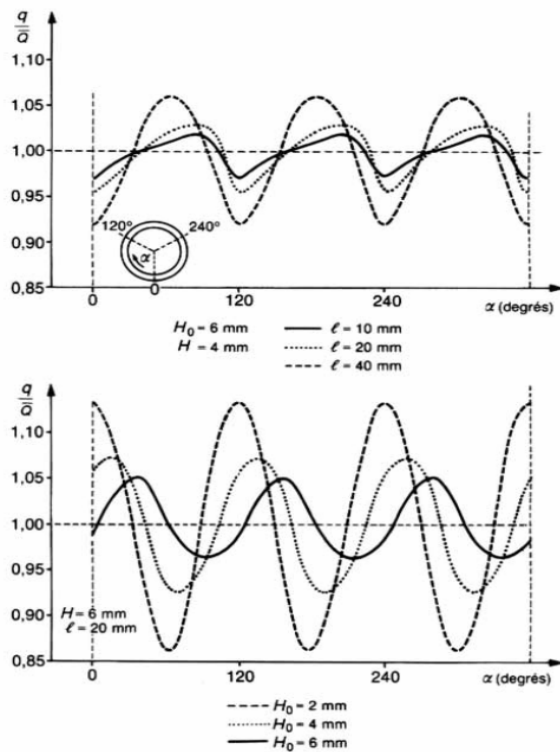 q/Q
1,10
1,05
1,00
0,95
0,90
0,85
120° 240°
α
0
0 120 240 α (degrés)
H₀ = 6 mm ℓ = 10 mm
H = 4 mm ℓ = 20 mm
ℓ = 40 mm
q/Q
1,10
1,05
1,00
0,95
0,90
0,85
H = 6 mm
ℓ = 20 mm
0 120 240 α (degrés)
H₀ = 2 mm
H₀ = 4 mm
H₀ = 6 mm